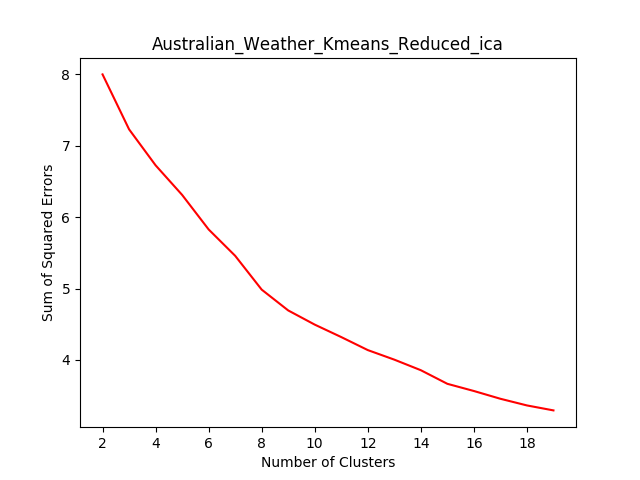 Australian_Weather_Kmeans_Reduced_ica
8
7
6
5
4
Sum of Squared Errors
2 4 6 8 10 12 14 16 18
Number of Clusters